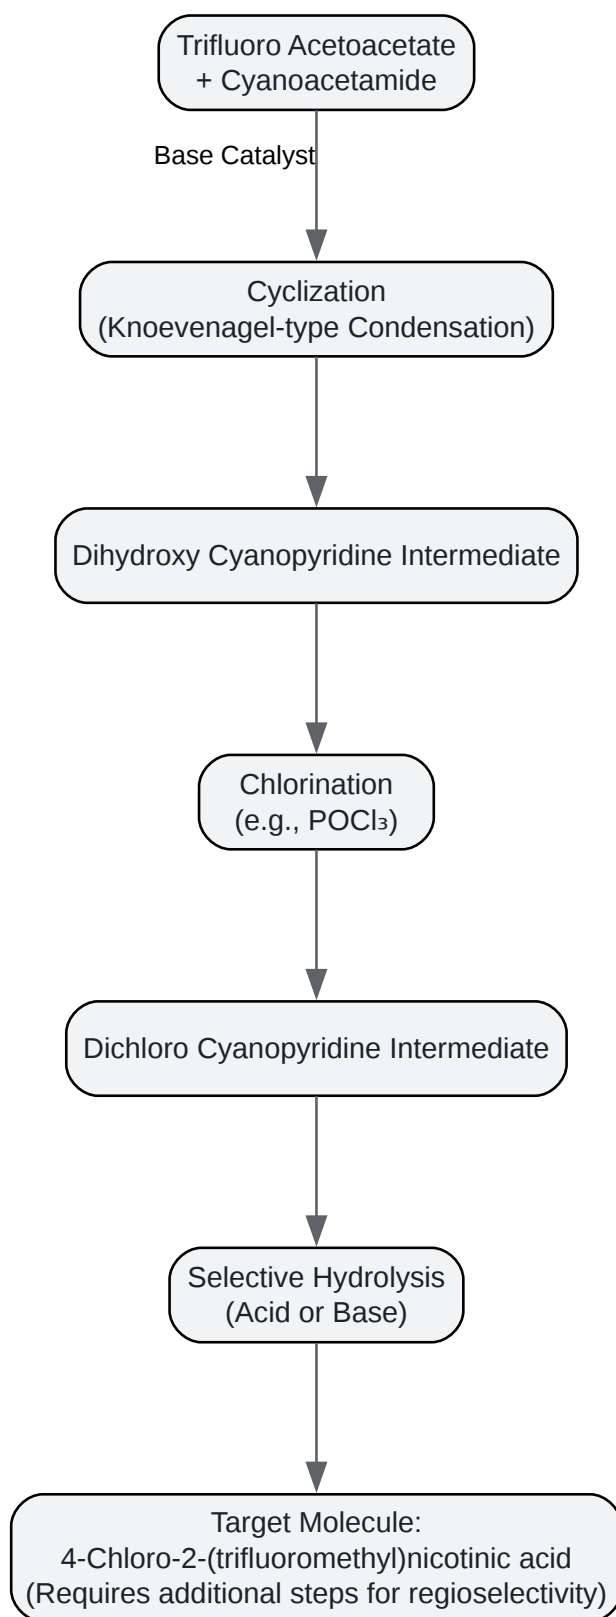 Trifluoro Acetoacetate
+ Cyanoacetamide
Base Catalyst
Cyclization
(Knoevenagel-type Condensation)
Dihydroxy Cyanopyridine Intermediate
Chlorination
(e.g., POCl₃)
Dichloro Cyanopyridine Intermediate
Selective Hydrolysis
(Acid or Base)
Target Molecule:
4-Chloro-2-(trifluoromethyl)nicotinic acid
(Requires additional steps for regioselectivity)